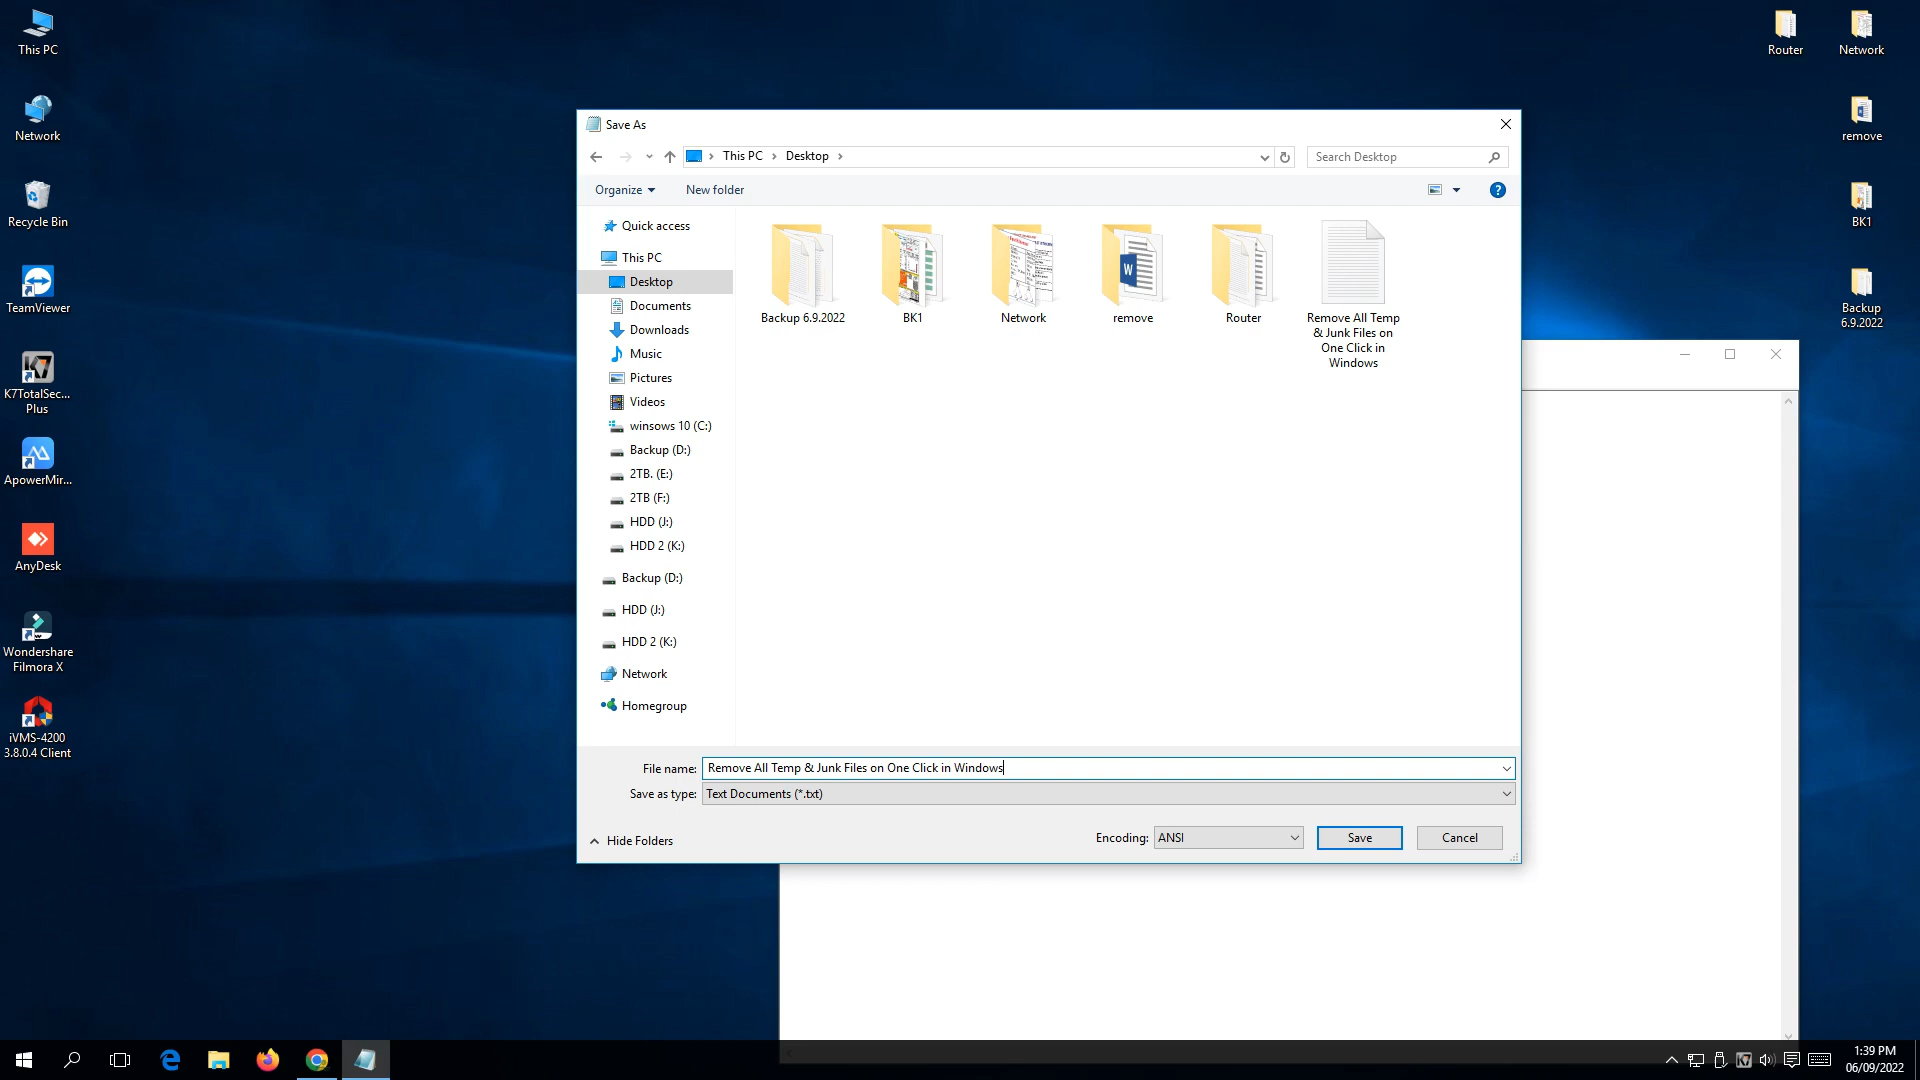 This PC
Network
Recycle Bin
TeamViewer
K7TotalSec...
Plus
ApowerMir...
AnyDesk
Wondershare
Filmora X
iVMS-4200
3.8.0.4 Client
Router
Network
remove
BK1
Backup
6.9.2022
Save As
This PC
Desktop
Search Desktop
Organize
New folder
Quick access
This PC
Desktop
Documents
Downloads
Music
Pictures
Videos
winsows 10 (C:)
Backup (D:)
2TB. (E:)
2TB (F:)
HDD (J:)
HDD 2 (K:)
Backup (D:)
HDD (J:)
HDD 2 (K:)
Network
Homegroup
Backup 6.9.2022
BK1
Network
remove
Router
Remove All Temp
& Junk Files on
One Click in
Windows
File name: Remove All Temp & Junk Files on One Click in Windows
Save as type: Text Documents (*.txt)
Hide Folders
Encoding: ANSI
Save
Cancel
1:39 PM
06/09/2022